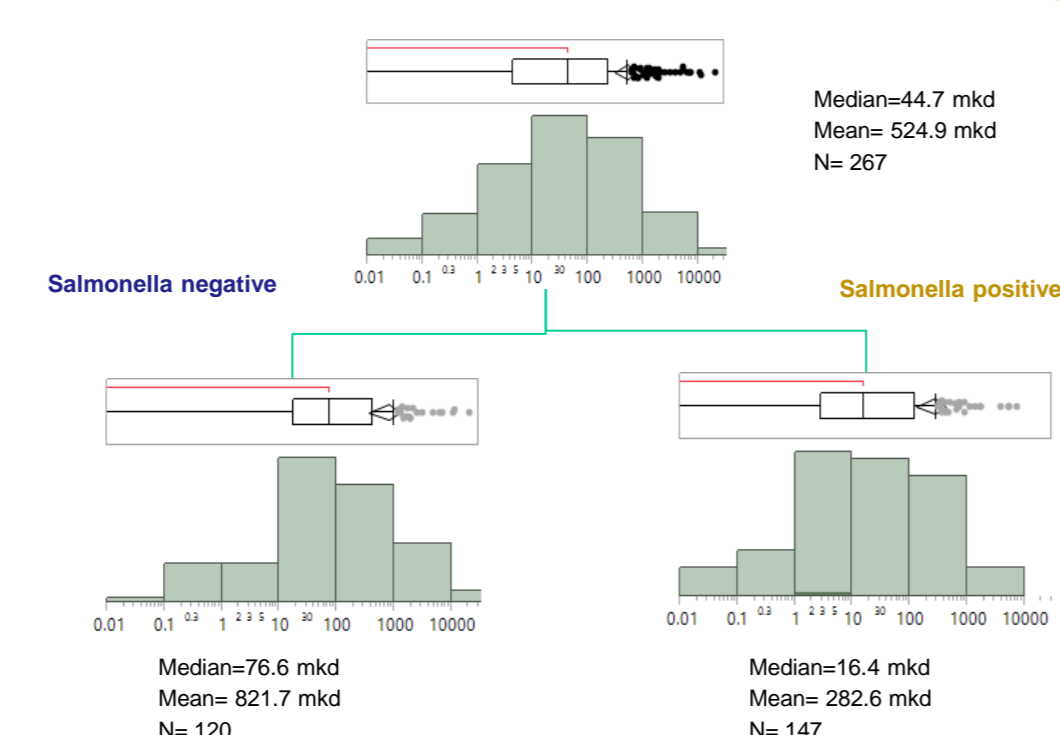 Median=44.7 mkd
Mean= 524.9 mkd
N= 267
0.01 0.1 0.3 1 2 3 5 10 30 100 1000 10000
Salmonella negative
Salmonella positive
0.01 0.1 0.3 1 2 3 5 10 30 100 1000 10000
Median=76.6 mkd
Mean= 821.7 mkd
N= 120
0.01 0.1 0.3 1 2 3 5 10 30 100 1000 10000
Median=16.4 mkd
Mean= 282.6 mkd
N= 147